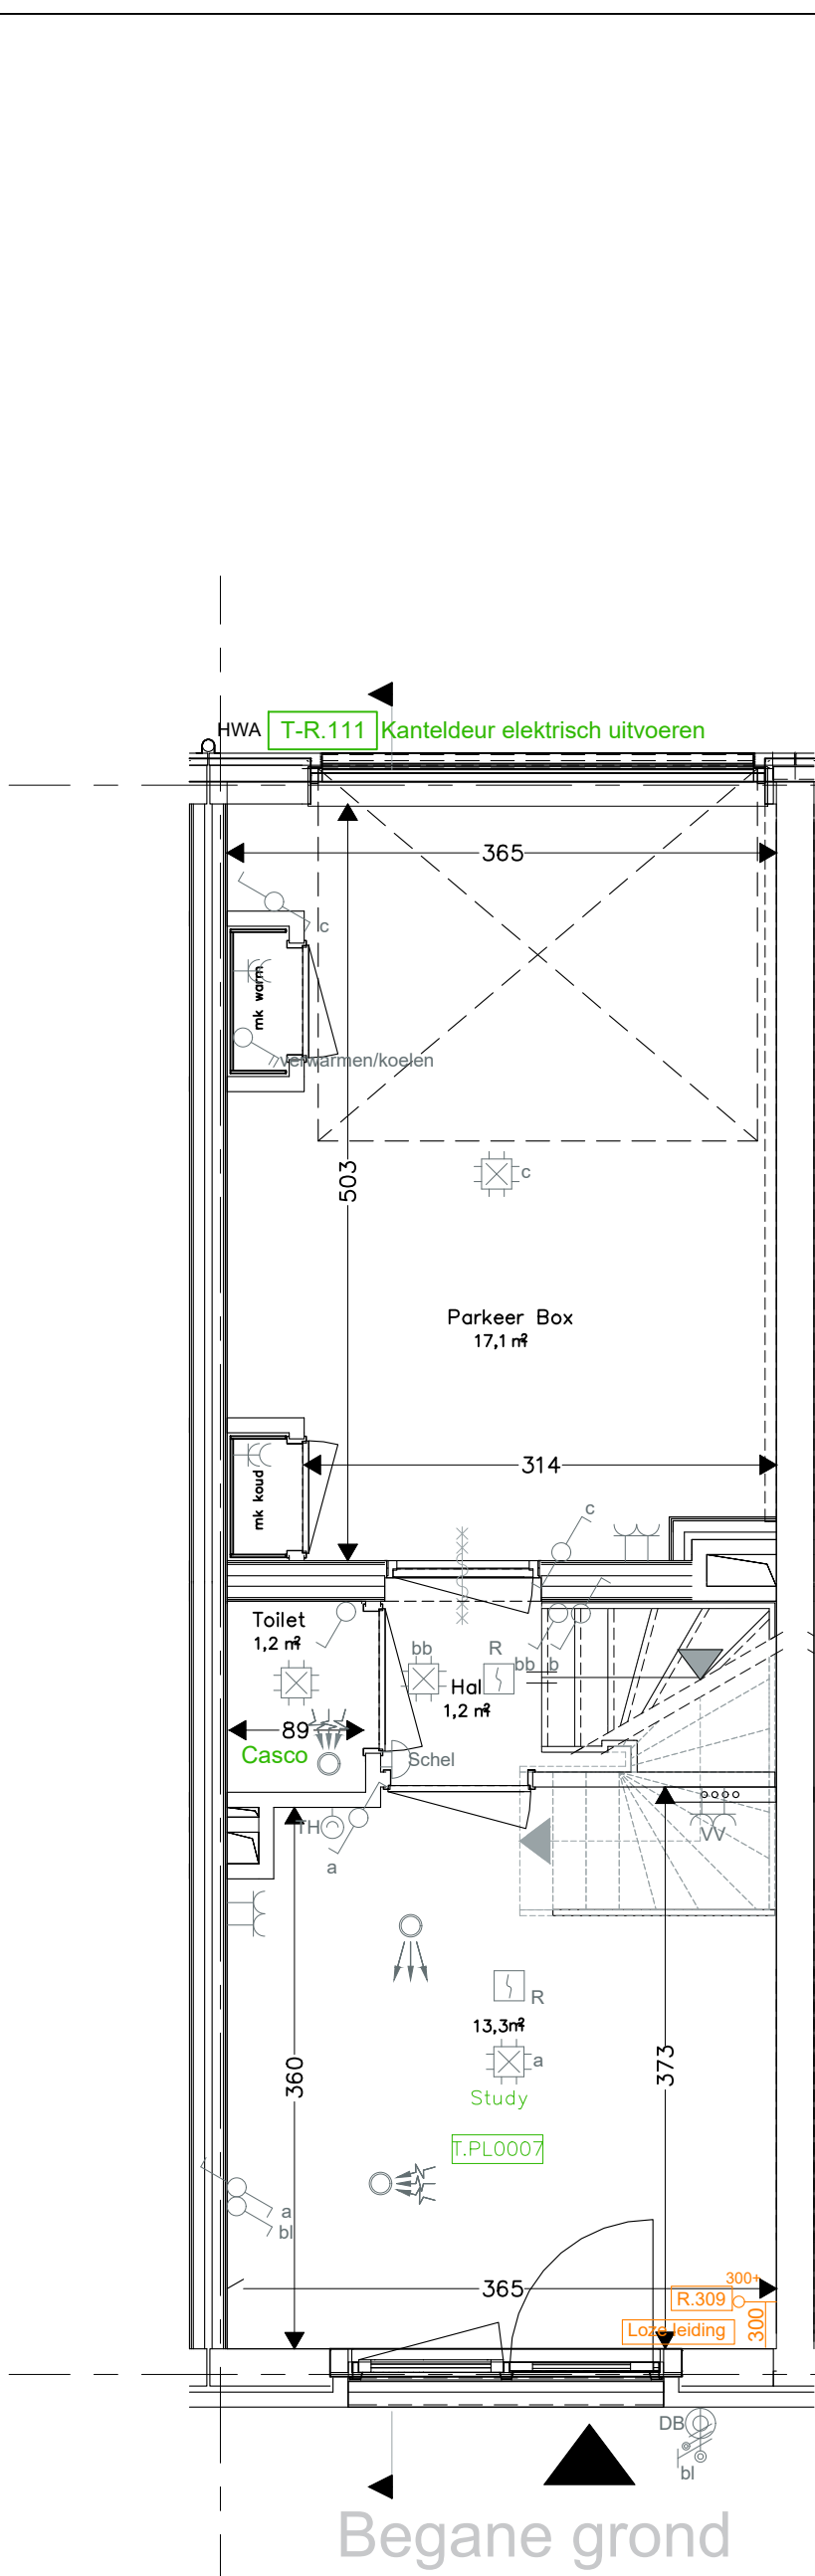 HWA T-R.111 Kanteldeur elektrisch uitvoeren
365
c
mk warm
verwarmen/koelen
503
c
Parkeer Box
17,1 m²
314
mk koud
c
Toilet
1,2 m²
bb
R
bb b
Hal
1,2 m²
89
Casco
Schel
TH
a
VV
R
13,3m²
a
Study
360
373
T.PL0007
a
bl
365
300+
R.309
Loze leiding
300
DB
bl
Begane grond